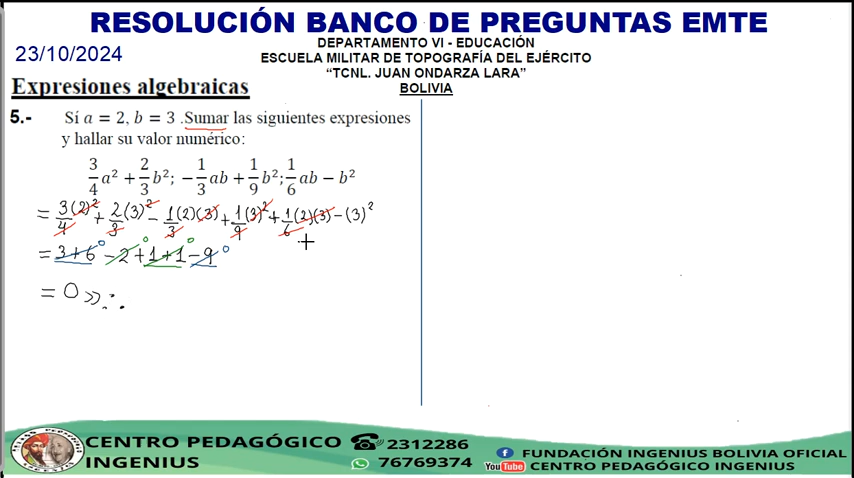 RESOLUCIÓN BANCO DE PREGUNTAS EMTE
23/10/2024
DEPARTAMENTO VI - EDUCACIÓN
ESCUELA MILITAR DE TOPOGRAFÍA DEL EJÉRCITO
“TCNL. JUAN ONDARZA LARA”
BOLIVIA
Expresiones algebraicas
5.- Sí a = 2, b = 3 .Sumar las siguientes expresiones
y hallar su valor numérico:
3/4 a² + 2/3 b²; − 1/3 ab + 1/9 b²; 1/6 ab − b²
= 3(2)²/4 + 2/3 (3)² − 1(2)(3)/3 + 1/9 (3)² + 1/6 (2)(3) − (3)²
= 3 + 6 − 2 + 1 + 1 − 9
= 0 » ∴
CENTRO PEDAGÓGICO
INGENIUS
2312286
76769374
FUNDACIÓN INGENIUS BOLIVIA OFICIAL
YouTube CENTRO PEDAGÓGICO INGENIUS